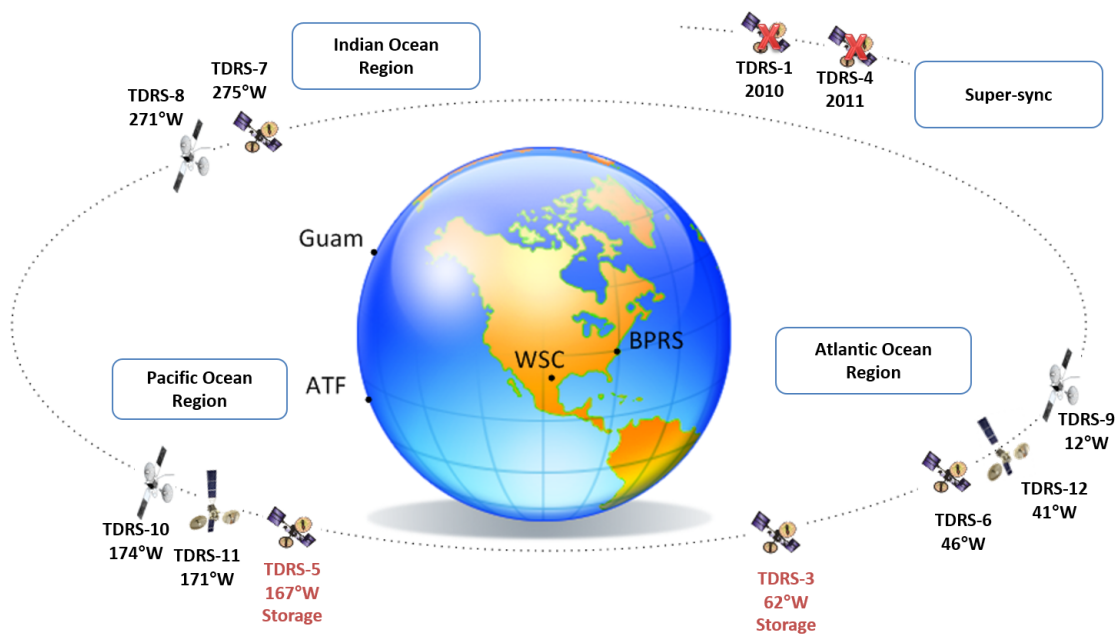 Indian Ocean
Region
TDRS-1
2010
TDRS-4
2011
Super-sync
TDRS-7
275°W
TDRS-8
271°W
Guam
ATF
WSC
BPRS
Pacific Ocean
Region
Atlantic Ocean
Region
TDRS-9
12°W
TDRS-12
41°W
TDRS-6
46°W
TDRS-10
174°W
TDRS-11
171°W
TDRS-5
167°W
Storage
TDRS-3
62°W
Storage